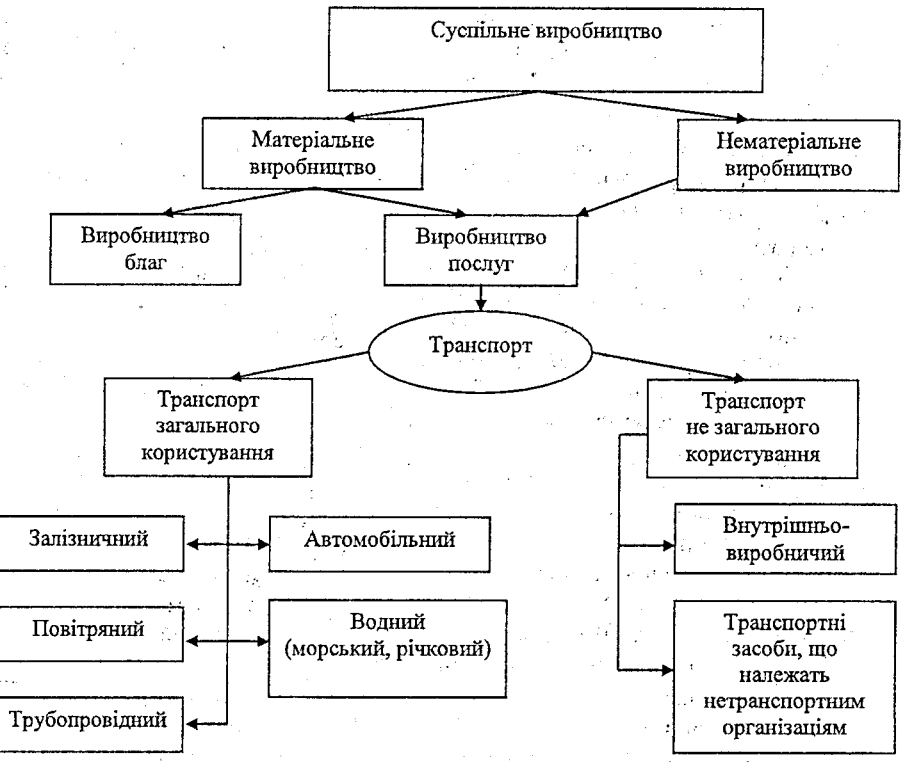 Суспільне виробництво
Матеріальне
виробництво
Нематеріальне
виробництво
Виробництво
благ
Виробництво
послуг
Транспорт
Транспорт
загального
користування
Транспорт
не загального
користування
Залізничний
Автомобільний
Внутрішньо-
виробничий
Повітряний
Водний
(морський, річковий)
Транспортні
засоби, що
належать
нетранспортним
організаціям
Трубопровідний